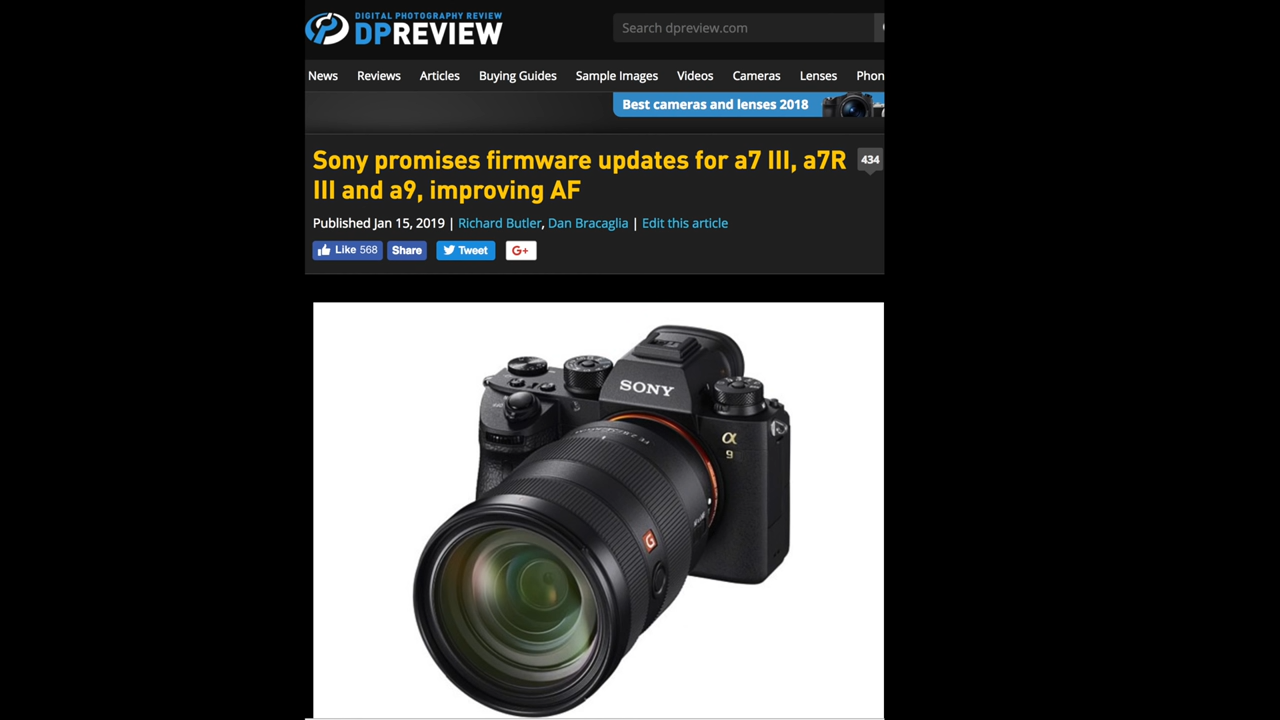 DIGITAL PHOTOGRAPHY REVIEW
DPREVIEW
Search dpreview.com
News Reviews Articles Buying Guides Sample Images Videos Cameras Lenses Phon
Best cameras and lenses 2018
Sony promises firmware updates for a7 III, a7R
III and a9, improving AF
434
Published Jan 15, 2019 | Richard Butler, Dan Bracaglia | Edit this article
Like 568 Share Tweet G+
SONY
α
9
G